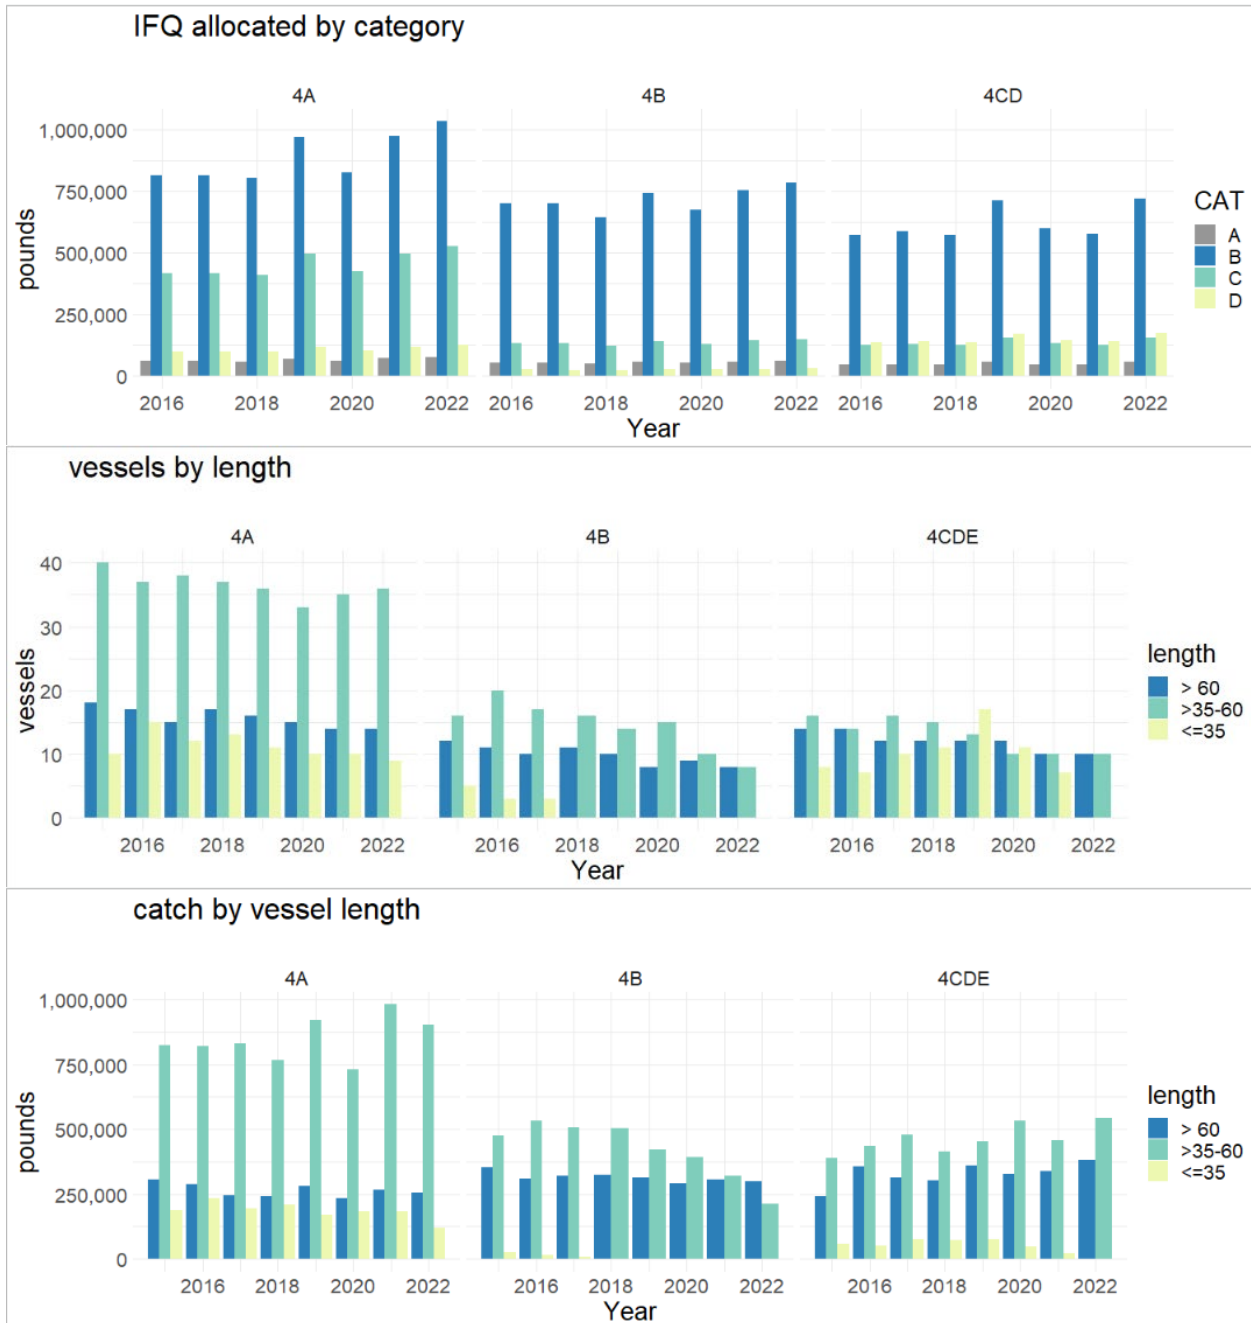 IFQ allocated by category
4A 4B 4CD
1,000,000
750,000
500,000
250,000
0
pounds
2016 2018 2020 2022 2016 2018 2020 2022 2016 2018 2020 2022
Year
CAT
A
B
C
D
vessels by length
4A 4B 4CDE
40
30
20
10
0
vessels
2016 2018 2020 2022 2016 2018 2020 2022 2016 2018 2020 2022
Year
length
> 60
>35-60
<=35
catch by vessel length
4A 4B 4CDE
1,000,000
750,000
500,000
250,000
0
pounds
2016 2018 2020 2022 2016 2018 2020 2022 2016 2018 2020 2022
Year
length
> 60
>35-60
<=35